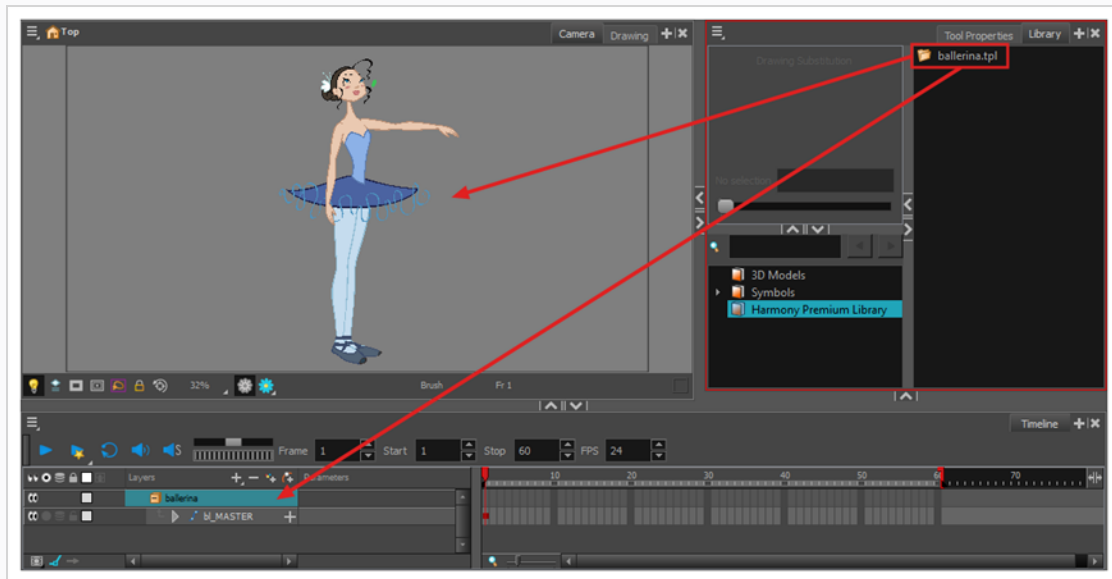 Top
Camera
Drawing
Tool Properties
Library
Drawing Substitution
ballerina.tpl
No selection
3D Models
Symbols
Harmony Premium Library
32%
Brush
Fr 1
Timeline
S
Frame 1
Start 1
Stop 60
FPS 24
Layers
Parameters
10 20 30 40 50 60 70
ballerina
bl_MASTER